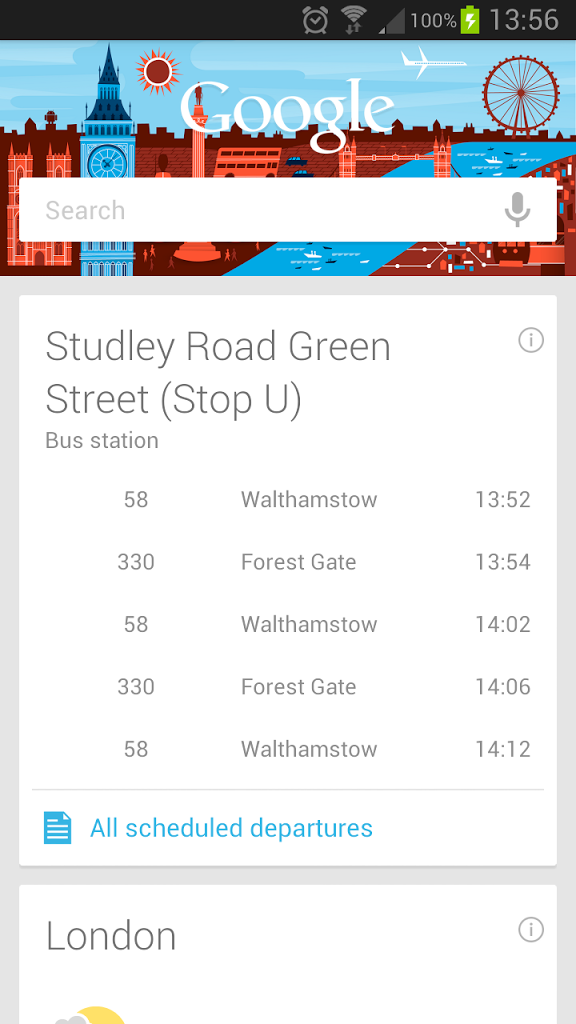 100% 13:56
Google
Search
Studley Road Green
Street (Stop U)
Bus station
58 Walthamstow 13:52
330 Forest Gate 13:54
58 Walthamstow 14:02
330 Forest Gate 14:06
58 Walthamstow 14:12
All scheduled departures
London